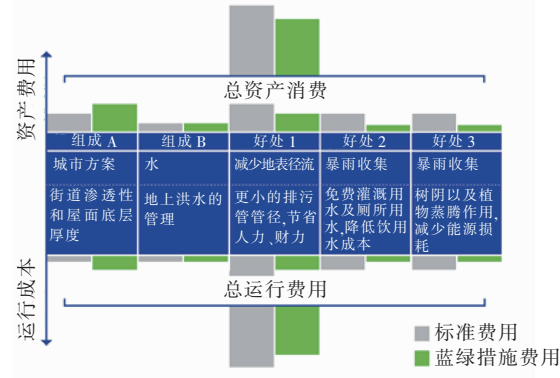 资产费用
总资产消费
组成 A
组成 B
好处 1
好处 2
好处 3
城市方案
水
减少地表径流
暴雨收集
暴雨收集
街道渗透性
和屋面底层
厚度
地上洪水的
管理
更小的排污
管管径,节省
人力、财力
免费灌溉用
水及厕所用
水,降低饮用
水成本
树阴以及植
物蒸腾作用,
减少能源损
耗
总运行费用
运行成本
标准费用
蓝绿措施费用